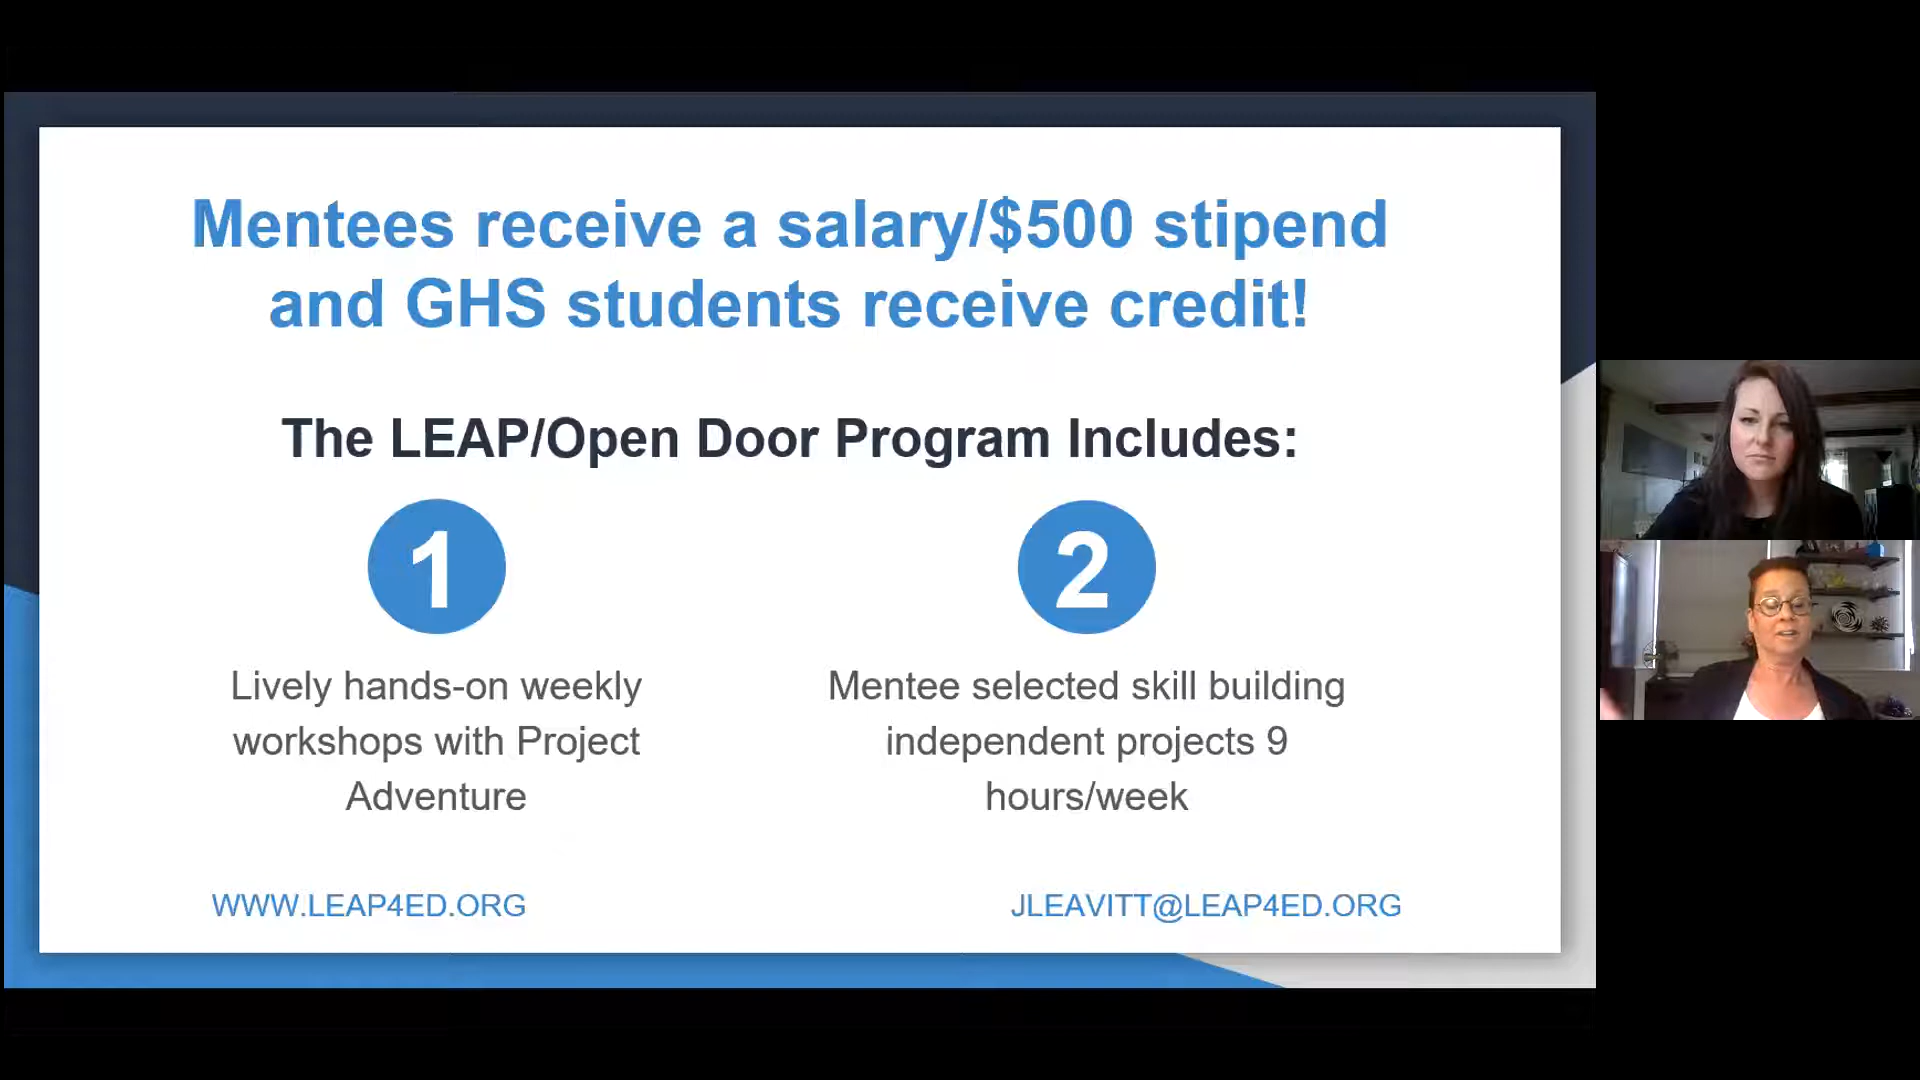 Mentees receive a salary/$500 stipend
and GHS students receive credit!
The LEAP/Open Door Program Includes:
1
Lively hands-on weekly
workshops with Project
Adventure
2
Mentee selected skill building
independent projects 9
hours/week
WWW.LEAP4ED.ORG
JLEAVITT@LEAP4ED.ORG